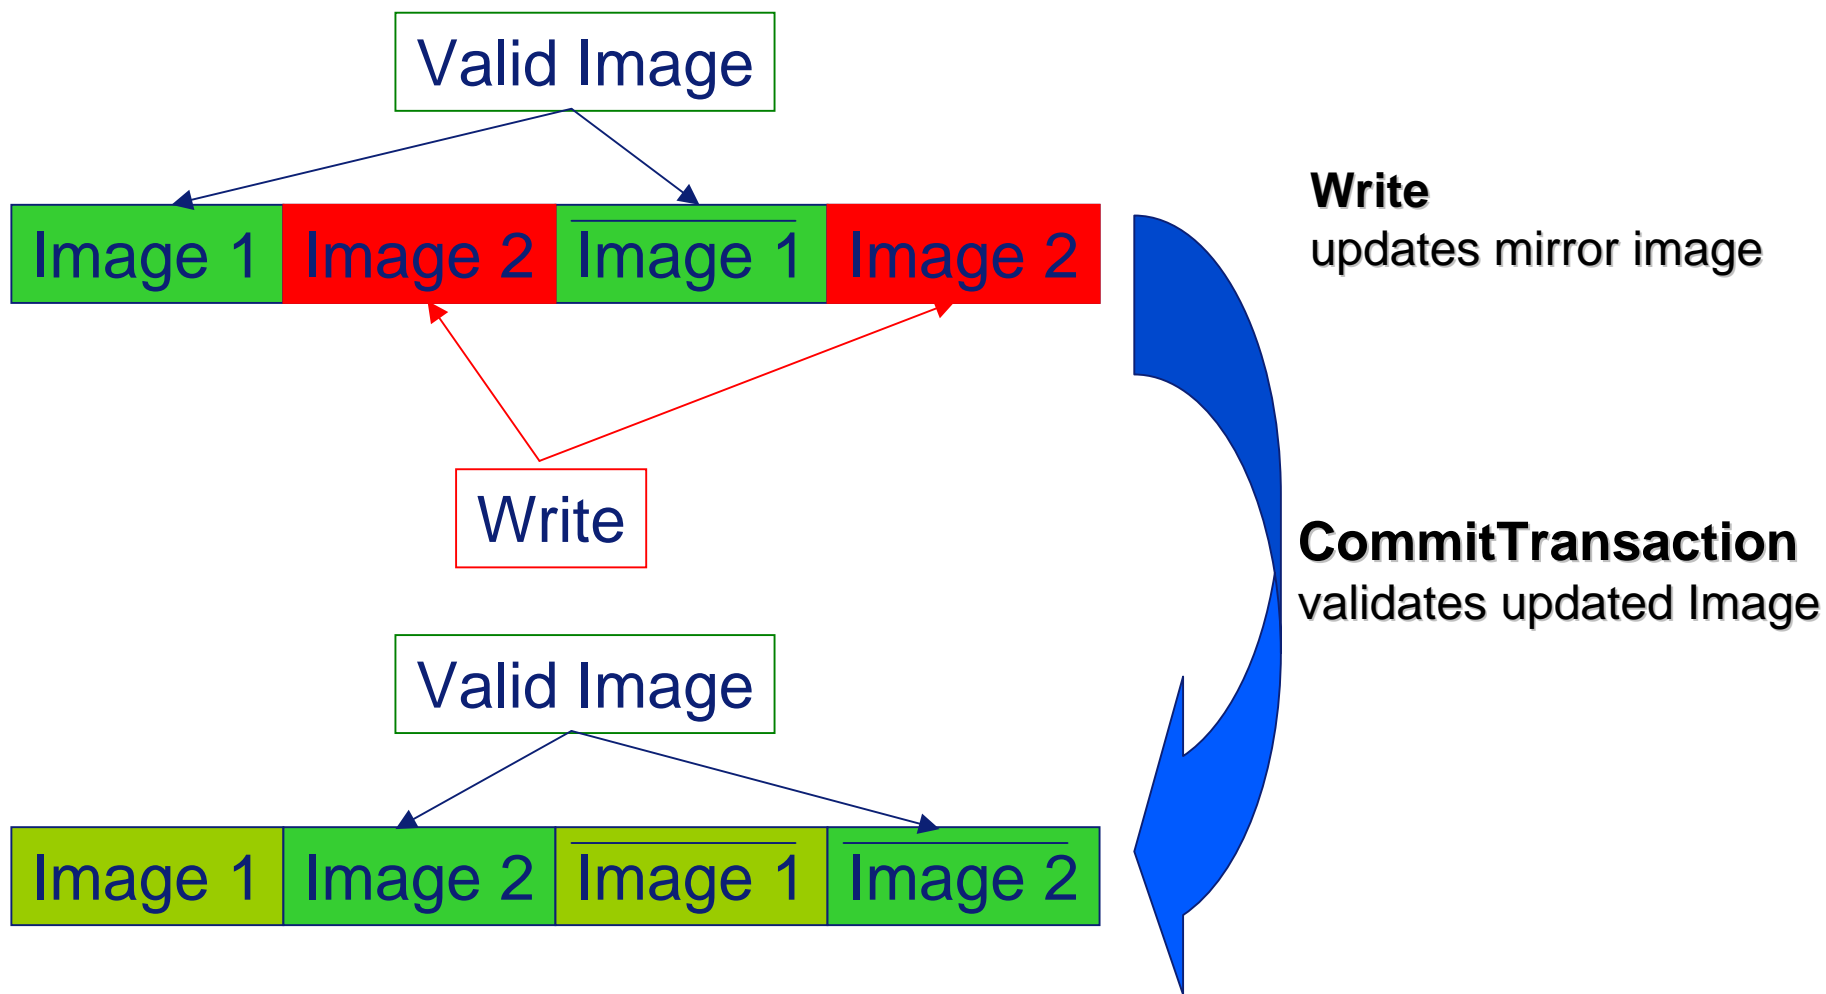 Valid Image
Image 1 Image 2 Image 1 Image 2
Write
updates mirror image
Write
CommitTransaction
validates updated Image
Valid Image
Image 1 Image 2 Image 1 Image 2